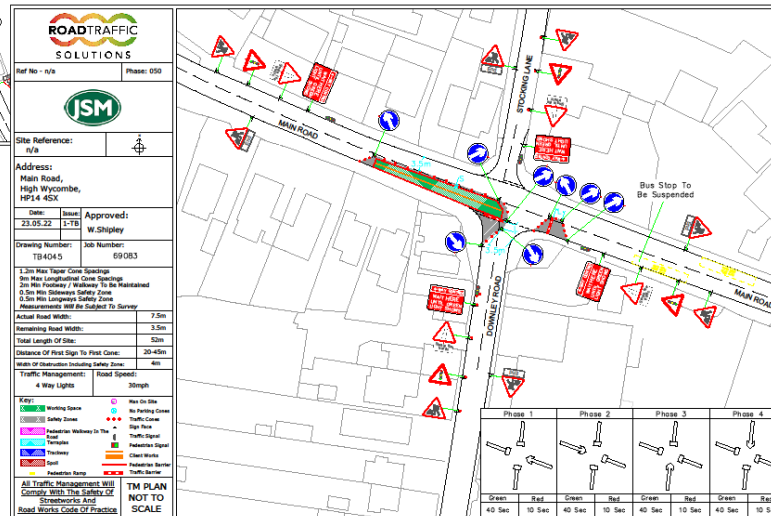 ROADTRAFFIC
SOLUTIONS
Ref No - n/a
Phase: 050
JSM
Site Reference:
n/a
Address:
Main Road,
High Wycombe,
HP14 4SX
Date:
Issue:
Approved:
23.05.22
1-TB
W.Shipley
Drawing Number:
Job Number:
TB4045
69083
1.2m Max Taper Cone Spacings
9m Max Longitudinal Cone Spacings
2m Min Footway / Walkway To Be Maintained
0.5m Min Sideways Safety Zone
0.5m Min Longways Safety Zone
Measurements Will Be Subject To Survey
Actual Road Width: 7.5m
Remaining Road Width: 3.5m
Total Length Of Site: 52m
Distance Of First Sign To First Cone: 20-45m
Width Of Obstruction Including Safety Zone: 4m
Traffic Management:
Road Speed:
4 Way Lights
30mph
Key:
Working Space
Safety Zones
Pedestrian Walkway In The
Road
Trackway
Spoil
Pedestrian Ramp
Man On Site
No Parking Cones
Traffic Cones
Sign Face
Traffic Signal
Pedestrian Signal
Client Works
Pedestrian Barrier
Traffic Barrier
All Traffic Management Will
Comply With The Safety Of
Streetworks And
Road Works Code Of Practice
TM PLAN
NOT TO
SCALE
MAIN ROAD
STOCKING LANE
3.5m
Bus Stop To
Be Suspended
MAIN ROAD
DOWNLEY ROAD
Phase 1
Phase 2
Phase 3
Phase 4
Green Red Green Red Green Red Green Red
40 Sec 10 Sec 40 Sec 10 Sec 40 Sec 10 Sec 40 Sec 10 Sec